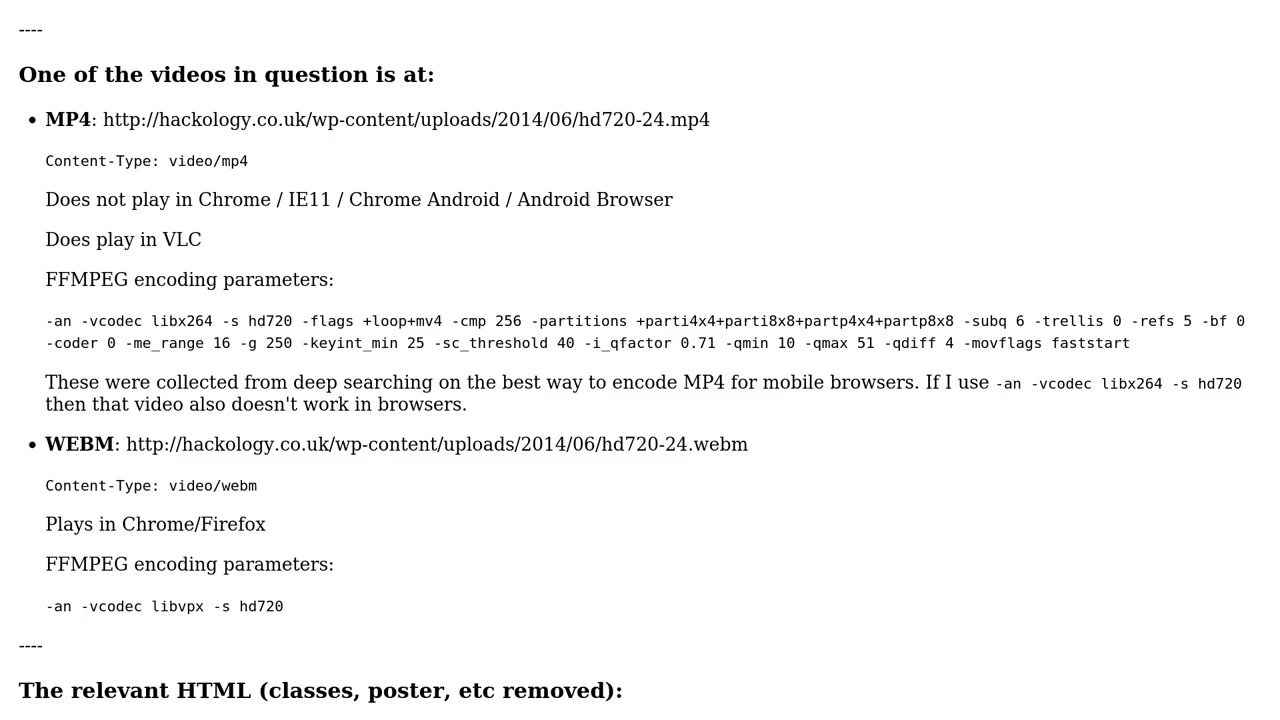 ----
One of the videos in question is at:
• MP4: http://hackology.co.uk/wp-content/uploads/2014/06/hd720-24.mp4
Content-Type: video/mp4
Does not play in Chrome / IE11 / Chrome Android / Android Browser
Does play in VLC
FFMPEG encoding parameters:
-an -vcodec libx264 -s hd720 -flags +loop+mv4 -cmp 256 -partitions +parti4x4+parti8x8+partp4x4+partp8x8 -subq 6 -trellis 0 -refs 5 -bf 0
-coder 0 -me_range 16 -g 250 -keyint_min 25 -sc_threshold 40 -i_qfactor 0.71 -qmin 10 -qmax 51 -qdiff 4 -movflags faststart
These were collected from deep searching on the best way to encode MP4 for mobile browsers. If I use -an -vcodec libx264 -s hd720
then that video also doesn't work in browsers.
• WEBM: http://hackology.co.uk/wp-content/uploads/2014/06/hd720-24.webm
Content-Type: video/webm
Plays in Chrome/Firefox
FFMPEG encoding parameters:
-an -vcodec libvpx -s hd720
----
The relevant HTML (classes, poster, etc removed):